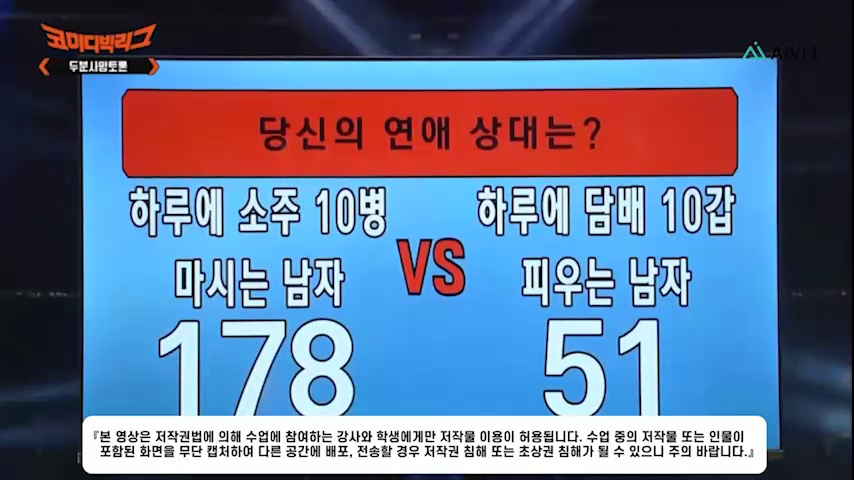 코미디빅리그
두분사망토론
AIVLE
당신의 연애 상대는?
하루에 소주 10병
마시는 남자
VS
하루에 담배 10갑
피우는 남자
178
51
『본 영상은 저작권법에 의해 수업에 참여하는 강사와 학생에게만 저작물 이용이 허용됩니다. 수업 중의 저작물 또는 인물이
포함된 화면을 무단 캡처하여 다른 공간에 배포, 전송할 경우 저작권 침해 또는 초상권 침해가 될 수 있으니 주의 바랍니다.』